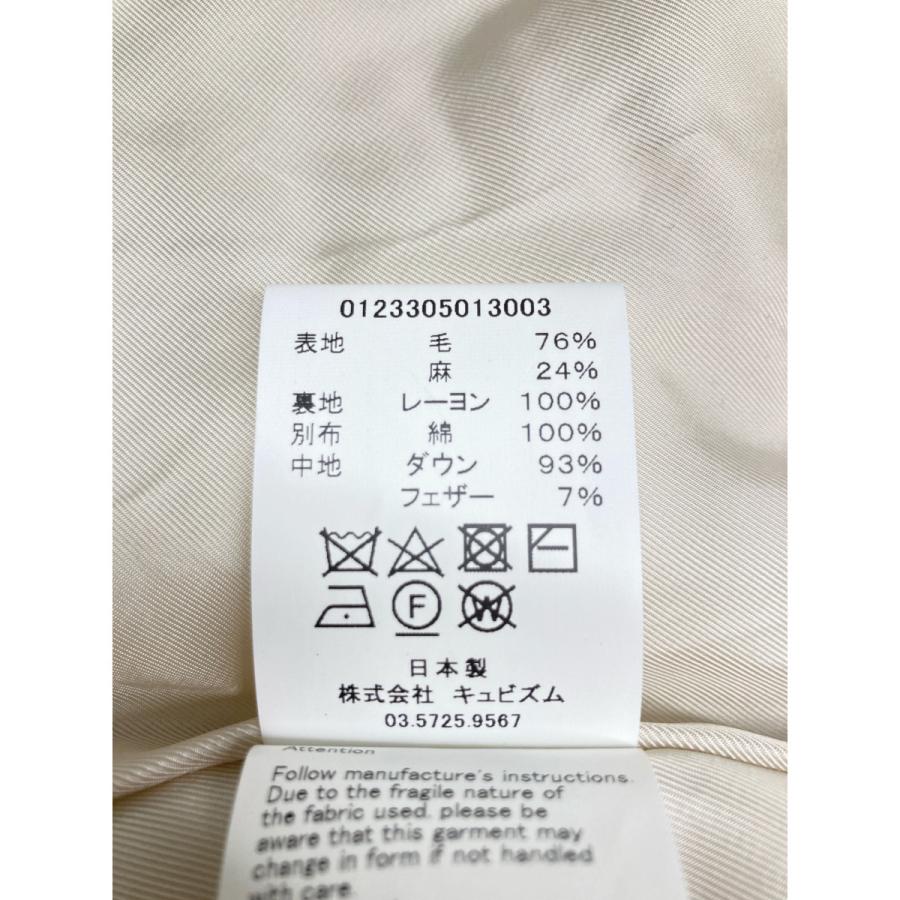 0123305013003
表地 毛 76%
麻 24%
裏地 レーヨン 100%
別布 綿 100%
中地 ダウン 93%
フェザー 7%
F W
日本製
株式会社 キュビズム
03.5725.9567
Attention
Follow manufacture's instructions.
Due to the fragile nature of
the fabric used, please be
aware that this garment may
change in form if not handled
with care.